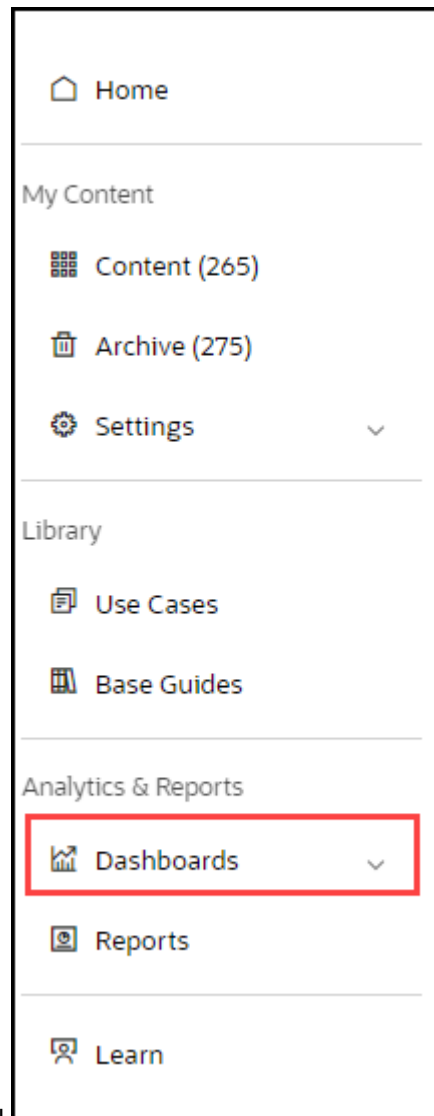 Home
My Content
Content (265)
Archive (275)
Settings
Library
Use Cases
Base Guides
Analytics & Reports
Dashboards
Reports
Learn